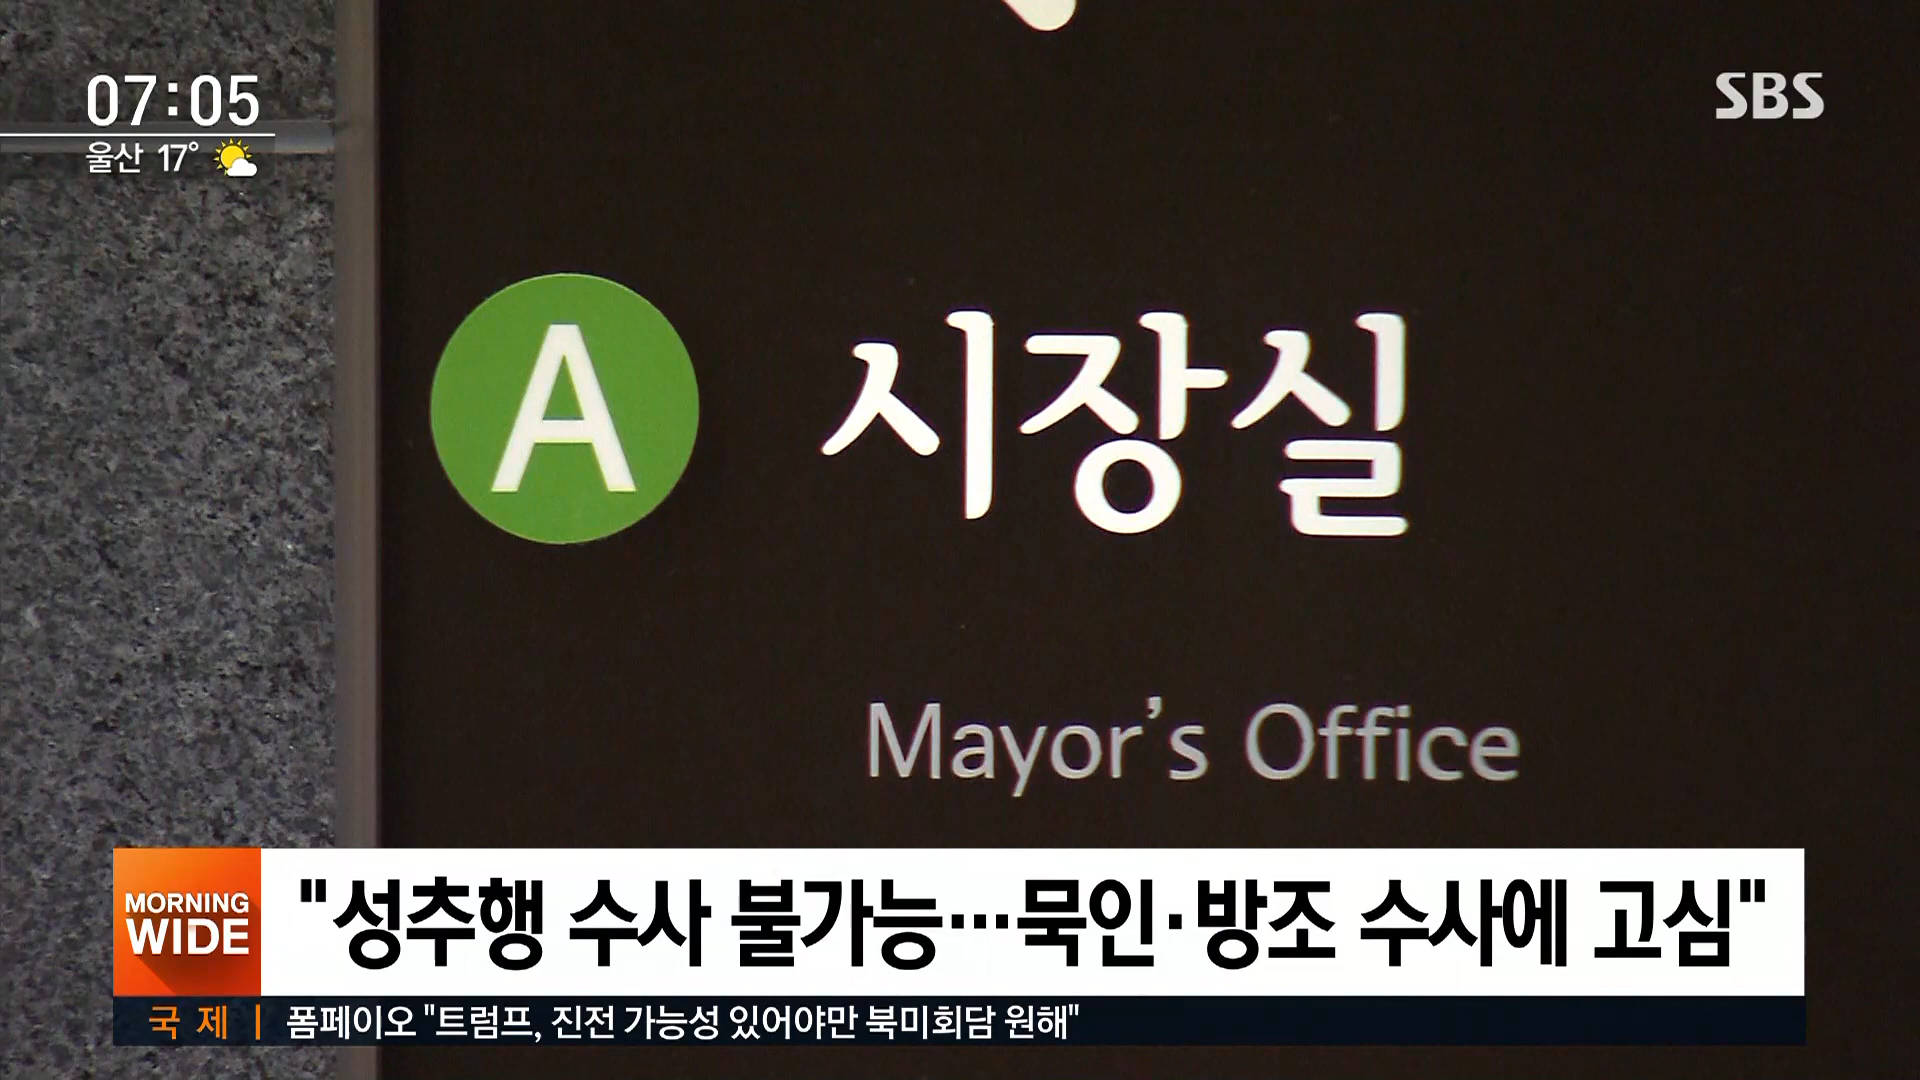 07:05
울산 17°
SBS
A 시장실
Mayor's Office
MORNING
WIDE
"성추행 수사 불가능…묵인·방조 수사에 고심"
국 제 | 폼페이오 "트럼프, 진전 가능성 있어야만 북미회담 원해"